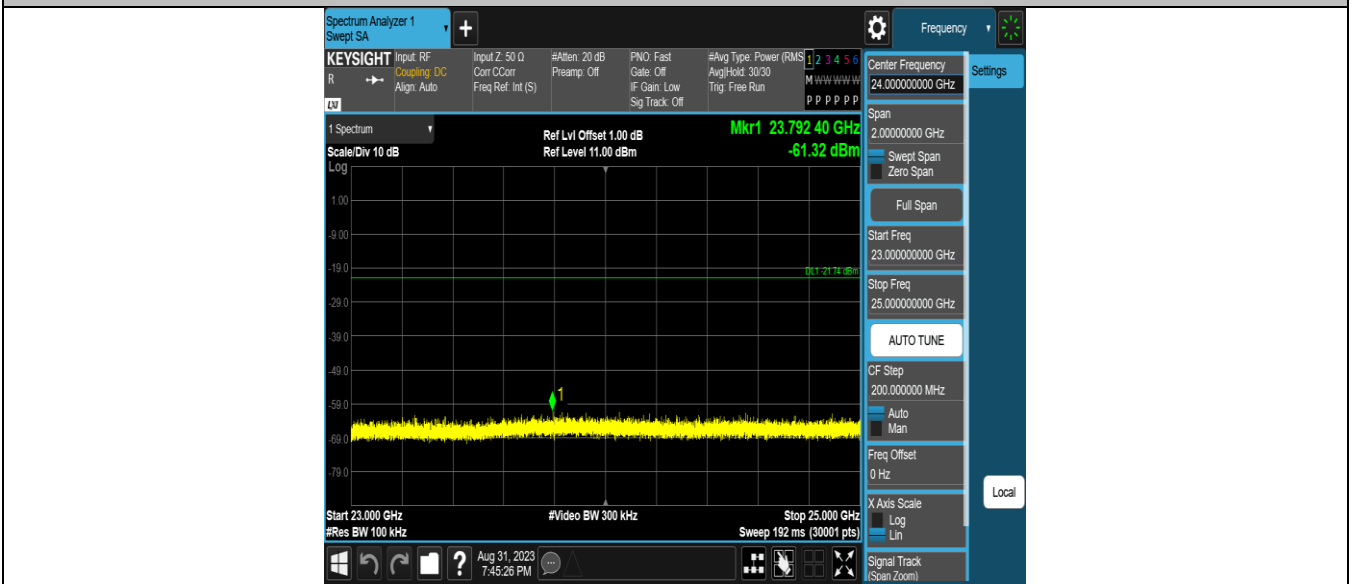 Spectrum Analyzer 1
Swept SA
+
Frequency
KEYSIGHT
R
LXI
Input: RF
Coupling: DC
Align: Auto
Input Z: 50 Ω
Corr CCorr
Freq Ref: Int (S)
#Atten: 20 dB
Preamp: Off
PNO: Fast
Gate: Off
IF Gain: Low
Sig Track: Off
#Avg Type: Power (RMS
Avg|Hold: 30/30
Trig: Free Run
1 2 3 4 5 6
M W W W W W
P P P P P P
1 Spectrum
Scale/Div 10 dB
Log
Ref Lvl Offset 1.00 dB
Ref Level 11.00 dBm
Mkr1 23.792 40 GHz
-61.32 dBm
1.00
-9.00
-19.0
DL1 -21.74 dBm
-29.0
-39.0
-49.0
1
-59.0
-69.0
-79.0
Start 23.000 GHz
#Video BW 300 kHz
Stop 25.000 GHz
#Res BW 100 kHz
Sweep 192 ms (30001 pts)
?
Aug 31, 2023
7:45:26 PM
Center Frequency
24.000000000 GHz
Settings
Span
2.00000000 GHz
Swept Span
Zero Span
Full Span
Start Freq
23.000000000 GHz
Stop Freq
25.000000000 GHz
AUTO TUNE
CF Step
200.000000 MHz
Auto
Man
Freq Offset
0 Hz
X Axis Scale
Log
Lin
Local
Signal Track
(Span Zoom)